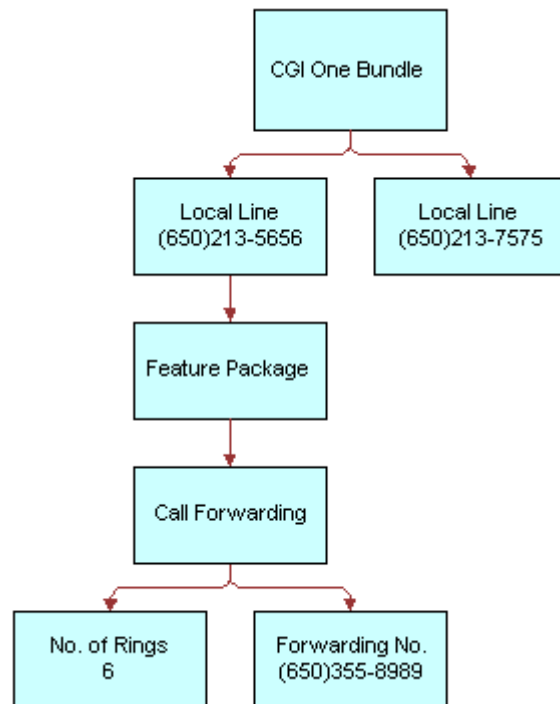 CGI One Bundle
Local Line
(650)213-5656
Local Line
(650)213-7575
Feature Package
Call Forwarding
No. of Rings
6
Forwarding No.
(650)355-8989